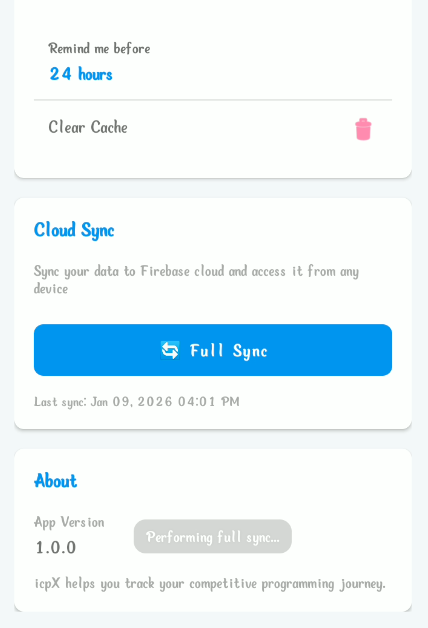 Remind me before
24 hours
Clear Cache
Cloud Sync
Sync your data to Firebase cloud and access it from any
device
Full Sync
Last sync: Jan 09, 2026 04:01 PM
About
App Version
1.0.0
Performing full sync...
icpX helps you track your competitive programming journey.